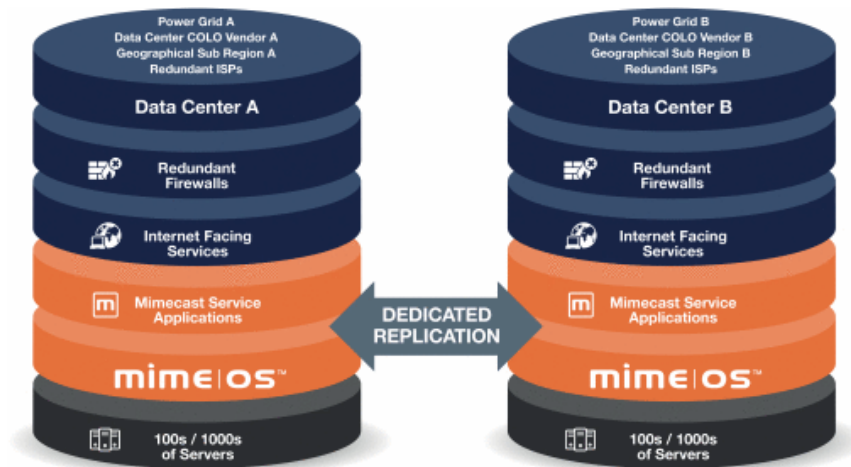 Power Grid A
Data Center COLO Vendor A
Geographical Sub Region A
Redundant ISPs
Data Center A
Redundant
Firewalls
Internet Facing
Services
m
Mimecast Service
Applications
mime|os™
100s / 1000s
of Servers
DEDICATED
REPLICATION
Power Grid B
Data Center COLO Vendor B
Geographical Sub Region B
Redundant ISPs
Data Center B
Redundant
Firewalls
Internet Facing
Services
m
Mimecast Service
Applications
mime|os™
100s / 1000s
of Servers